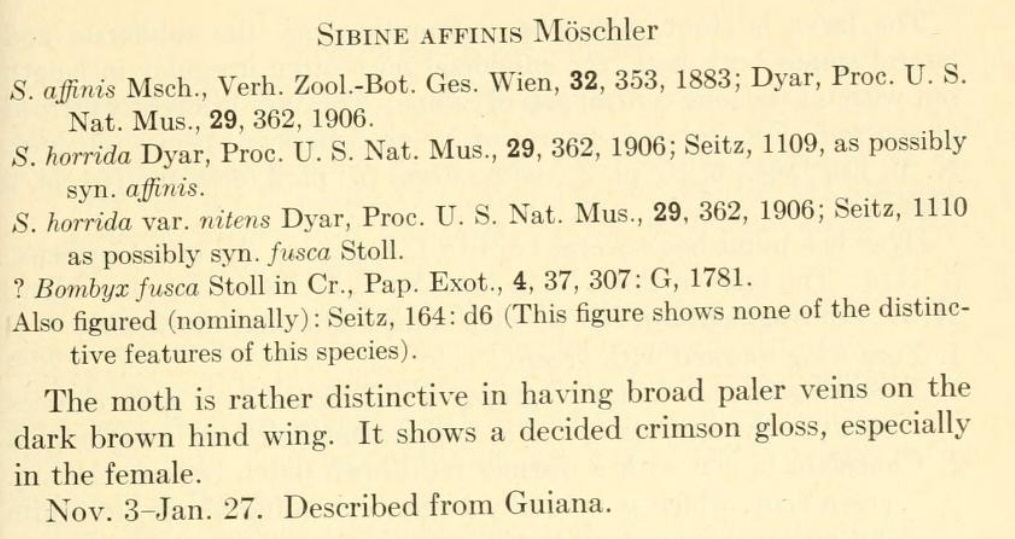 SIBINE AFFINIS Möschler
S. affinis Msch., Verh. Zool.-Bot. Ges. Wien, 32, 353, 1883; Dyar, Proc. U. S.
Nat. Mus., 29, 362, 1906.
S. horrida Dyar, Proc. U. S. Nat. Mus., 29, 362, 1906; Seitz, 1109, as possibly
syn. affinis.
S. horrida var. nitens Dyar, Proc. U. S. Nat. Mus., 29, 362, 1906; Seitz, 1110
as possibly syn. fusca Stoll.
? Bombyx fusca Stoll in Cr., Pap. Exot., 4, 37, 307: G, 1781.
Also figured (nominally): Seitz, 164: d6 (This figure shows none of the distinc-
tive features of this species).
The moth is rather distinctive in having broad paler veins on the
dark brown hind wing. It shows a decided crimson gloss, especially
in the female.
Nov. 3–Jan. 27. Described from Guiana.